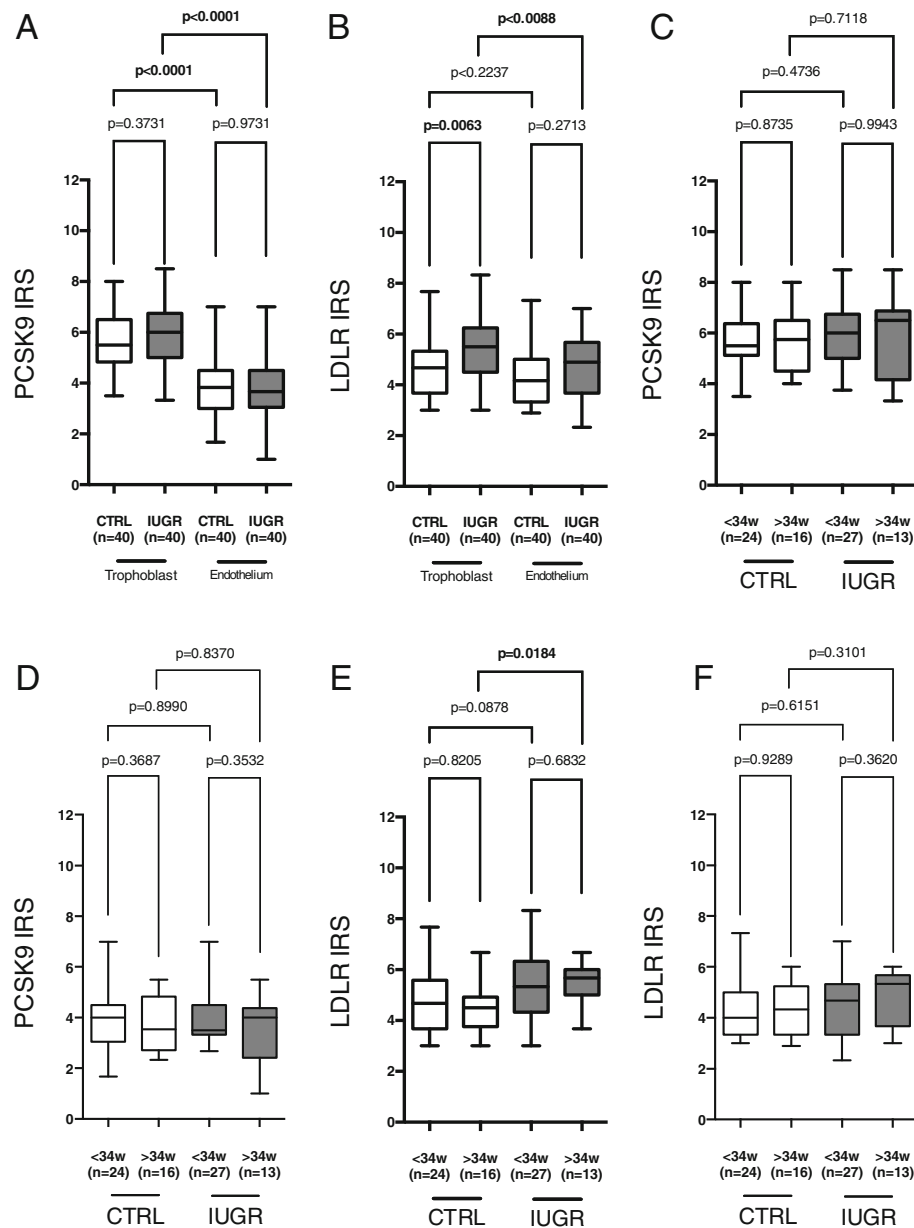 A
p<0.0001
p<0.0001
p=0.3731
p=0.9731
PCSK9 IRS
12
10
8
6
4
2
0
CTRL IUGR CTRL IUGR
(n=40) (n=40) (n=40) (n=40)
Trophoblast Endothelium
B
p<0.0088
p<0.2237
p=0.0063
p=0.2713
LDLR IRS
12
10
8
6
4
2
0
CTRL IUGR CTRL IUGR
(n=40) (n=40) (n=40) (n=40)
Trophoblast Endothelium
C
p=0.7118
p=0.4736
p=0.8735
p=0.9943
PCSK9 IRS
12
10
8
6
4
2
0
<34w >34w <34w >34w
(n=24) (n=16) (n=27) (n=13)
CTRL IUGR
D
p=0.8370
p=0.8990
p=0.3687
p=0.3532
PCSK9 IRS
12
10
8
6
4
2
0
<34w >34w <34w >34w
(n=24) (n=16) (n=27) (n=13)
CTRL IUGR
E
p=0.0184
p=0.0878
p=0.8205
p=0.6832
LDLR IRS
12
10
8
6
4
2
0
<34w >34w <34w >34w
(n=24) (n=16) (n=27) (n=13)
CTRL IUGR
F
p=0.3101
p=0.6151
p=0.9289
p=0.3620
LDLR IRS
12
10
8
6
4
2
0
<34w >34w <34w >34w
(n=24) (n=16) (n=27) (n=13)
CTRL IUGR